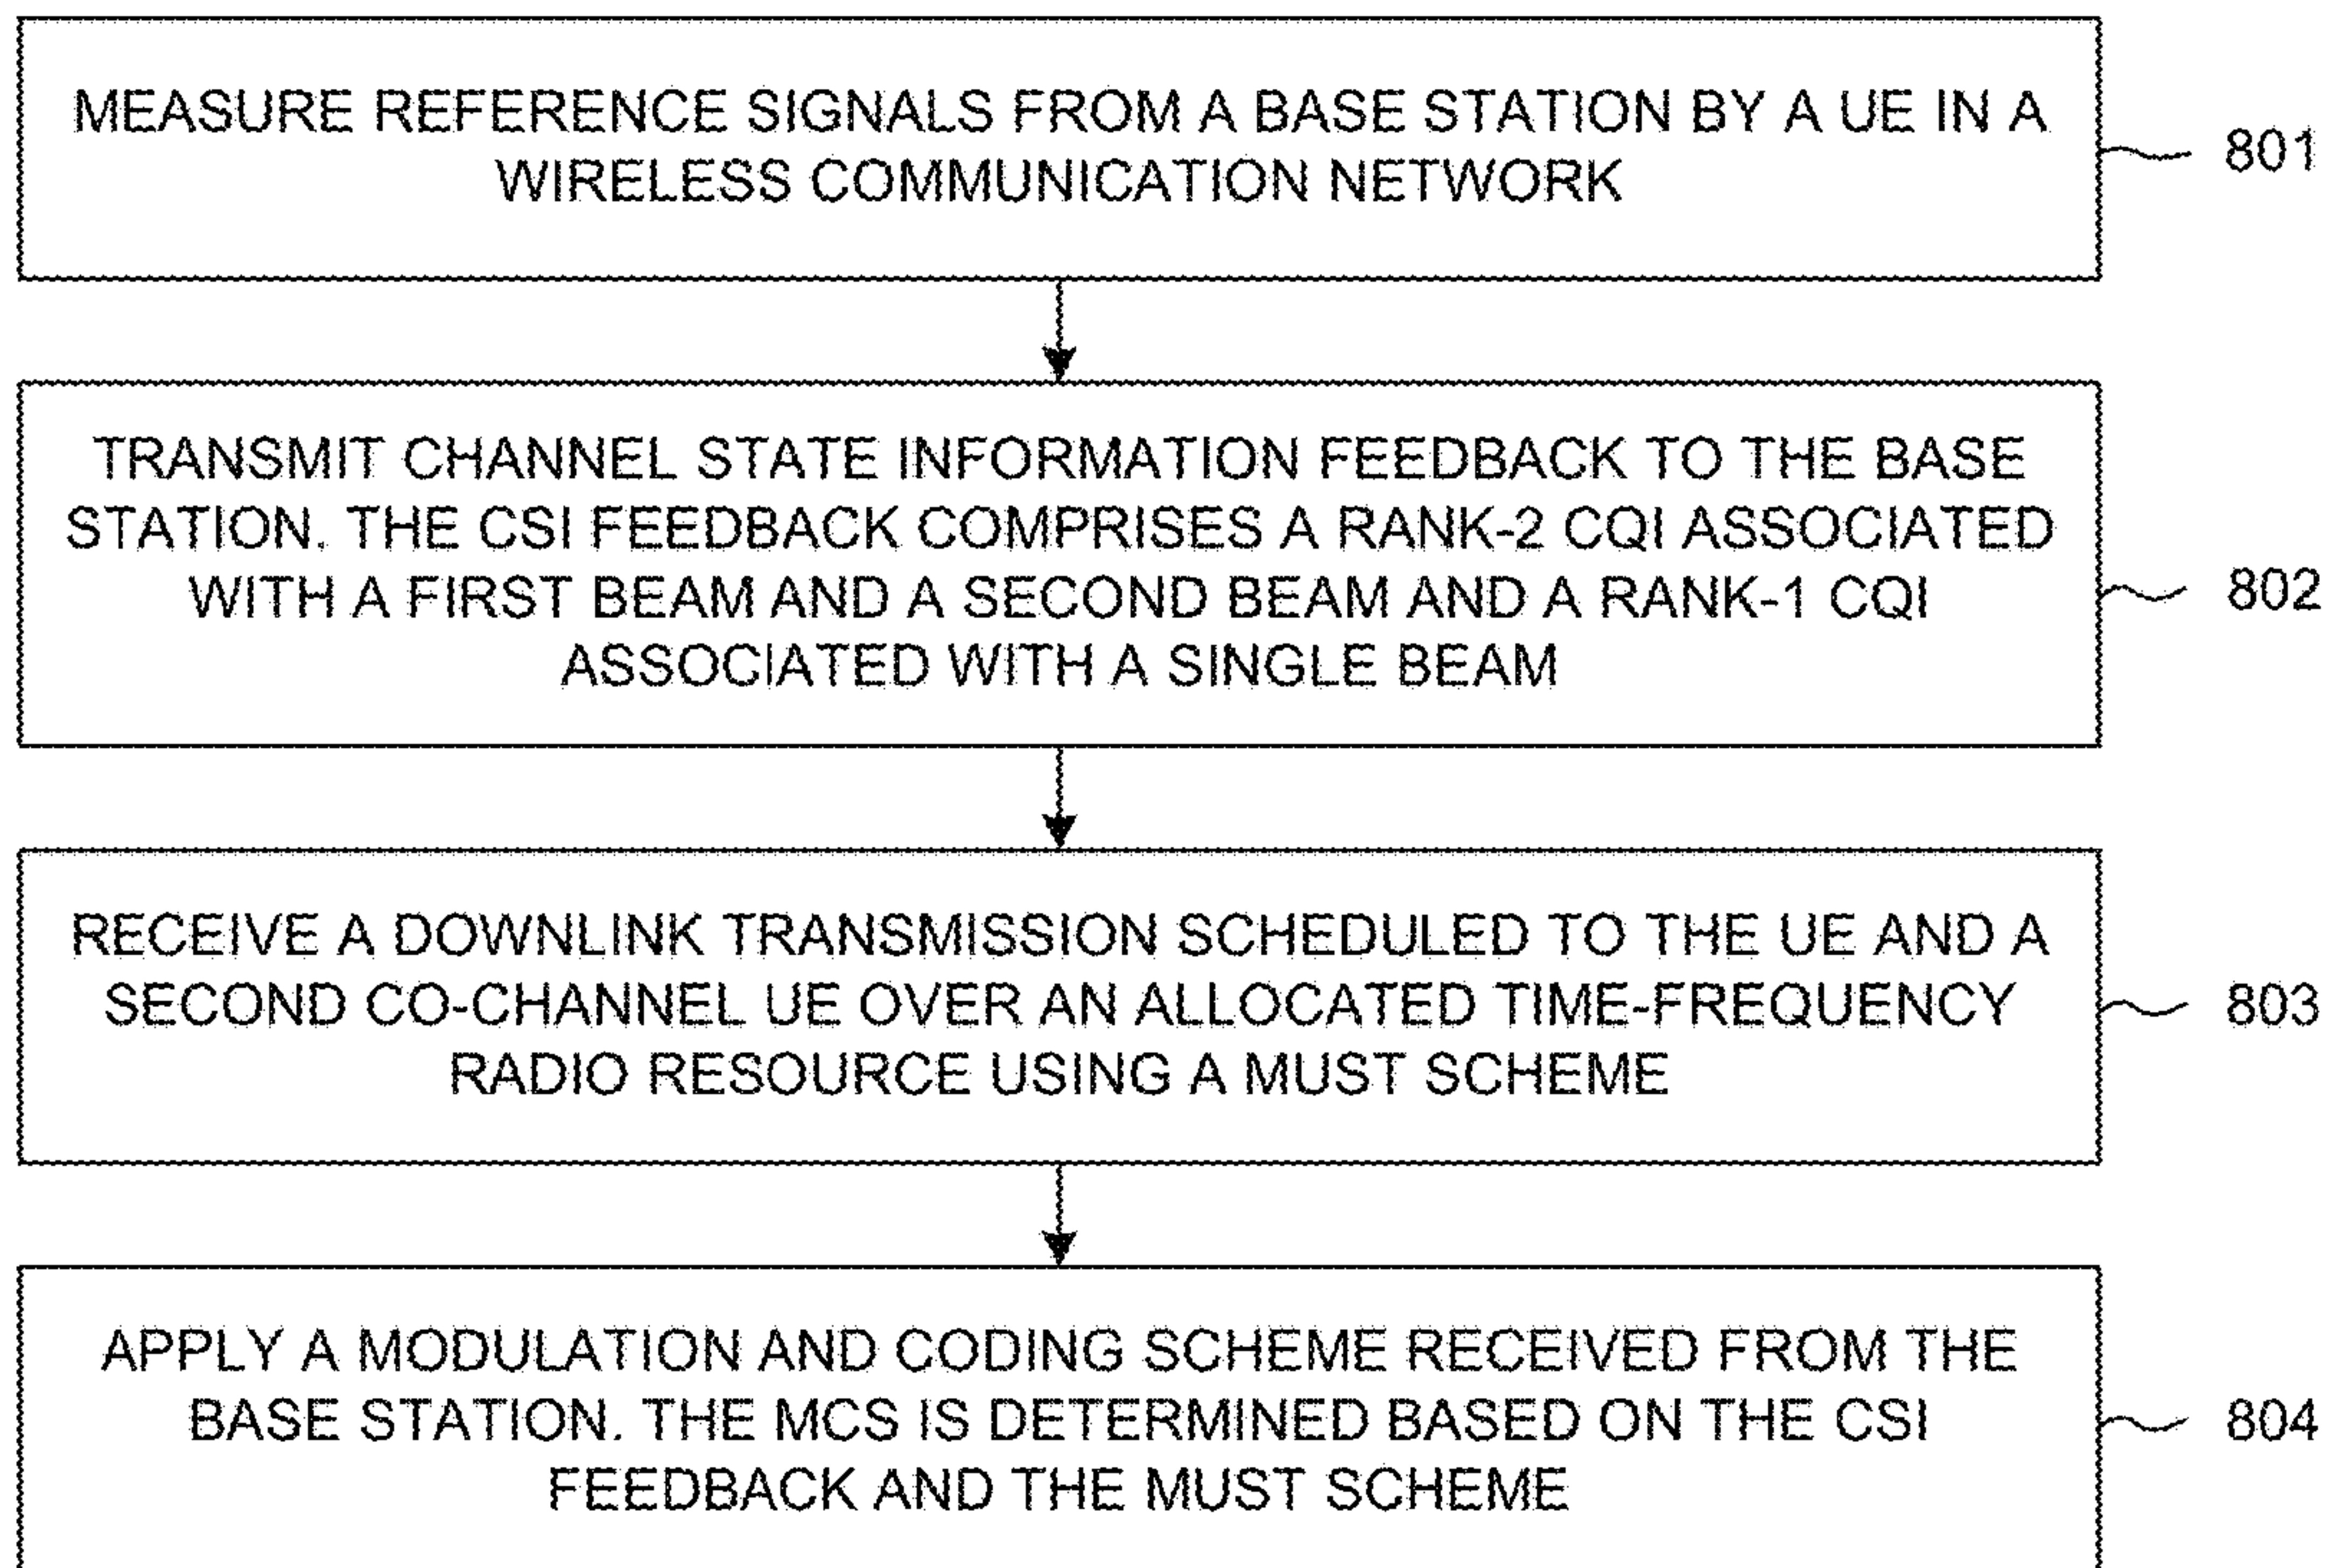 MEASURE REFERENCE SIGNALS FROM A BASE STATION BY A UE IN A
WIRELESS COMMUNICATION NETWORK
801
TRANSMIT CHANNEL STATE INFORMATION FEEDBACK TO THE BASE
STATION. THE CSI FEEDBACK COMPRISES A RANK-2 CQI ASSOCIATED
WITH A FIRST BEAM AND A SECOND BEAM AND A RANK-1 CQI
ASSOCIATED WITH A SINGLE BEAM
802
RECEIVE A DOWNLINK TRANSMISSION SCHEDULED TO THE UE AND A
SECOND CO-CHANNEL UE OVER AN ALLOCATED TIME-FREQUENCY
RADIO RESOURCE USING A MUST SCHEME
803
APPLY A MODULATION AND CODING SCHEME RECEIVED FROM THE
BASE STATION. THE MCS IS DETERMINED BASED ON THE CSI
FEEDBACK AND THE MUST SCHEME
804